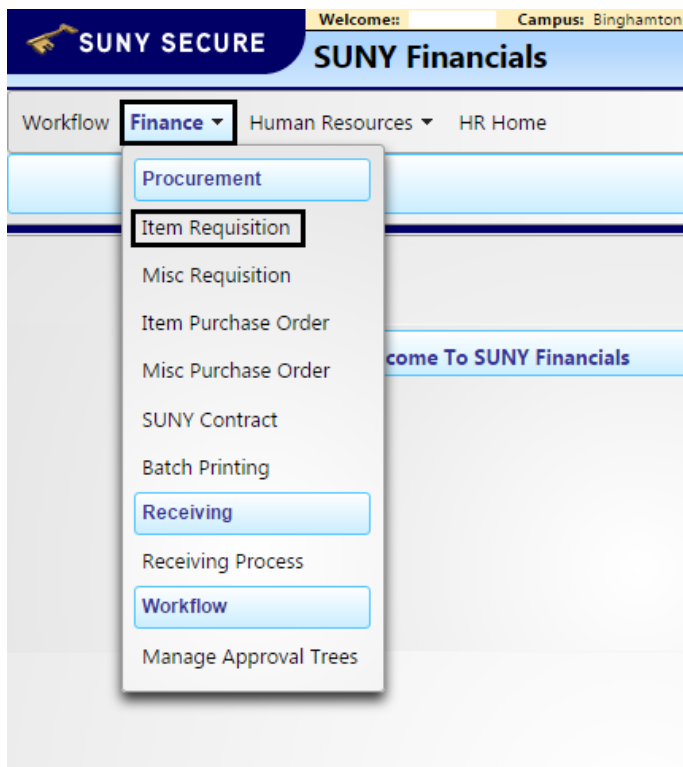 Welcome:: Campus: Binghamton
SUNY SECURE
SUNY Financials
Workflow Finance Human Resources HR Home
Procurement
Item Requisition
Misc Requisition
Item Purchase Order
Misc Purchase Order
come To SUNY Financials
SUNY Contract
Batch Printing
Receiving
Receiving Process
Workflow
Manage Approval Trees